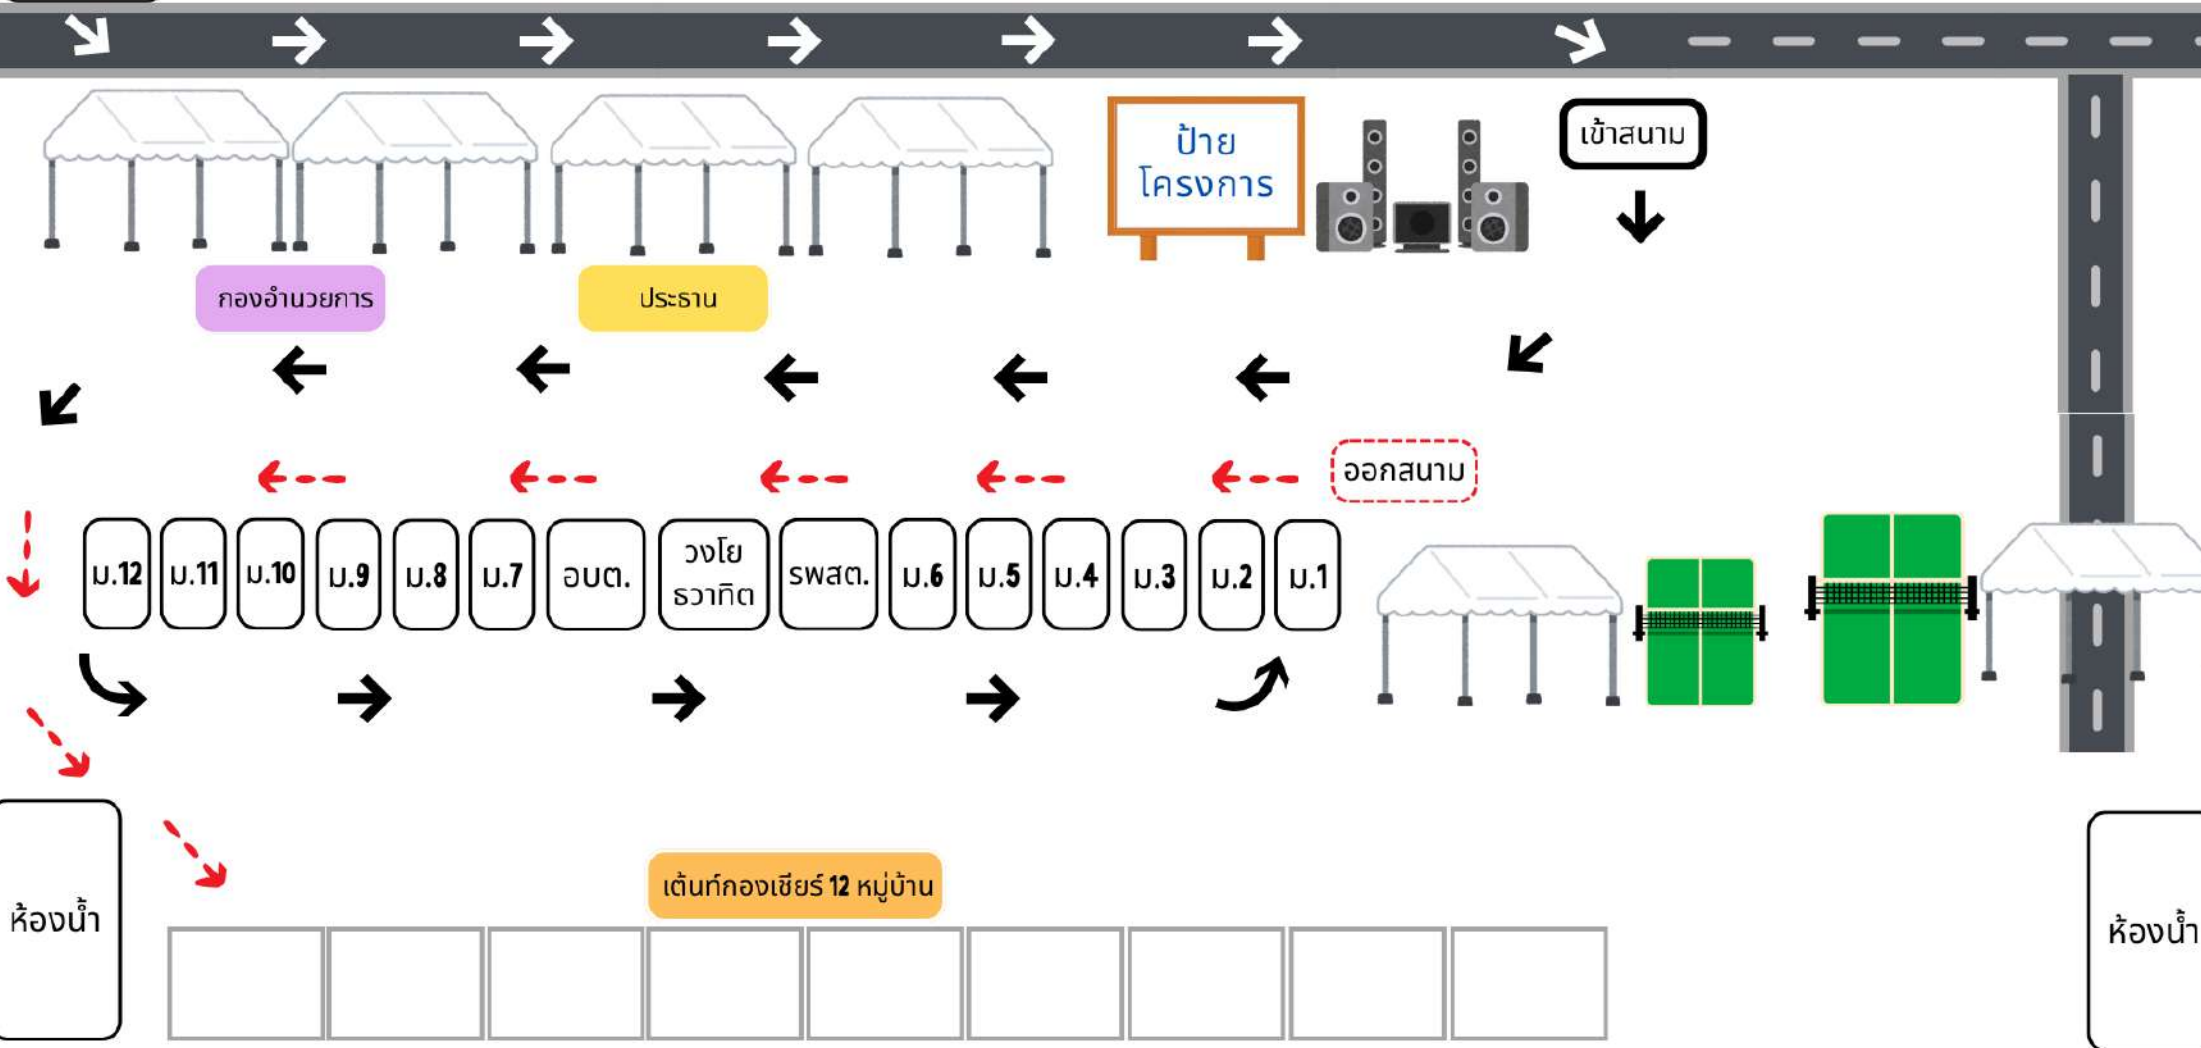 ป้าย
โครงการ
เข้าสนาม
กองอำนวยการ
ประธาน
ออกสนาม
ม.12
ม.11
ม.10
ม.9
ม.8
ม.7
อบต.
วงโย
ธวาทิต
รพสต.
ม.6
ม.5
ม.4
ม.3
ม.2
ม.1
เต้นท์กองเชียร์ 12 หมู่บ้าน
ห้องน้ำ
ห้องน้ำ